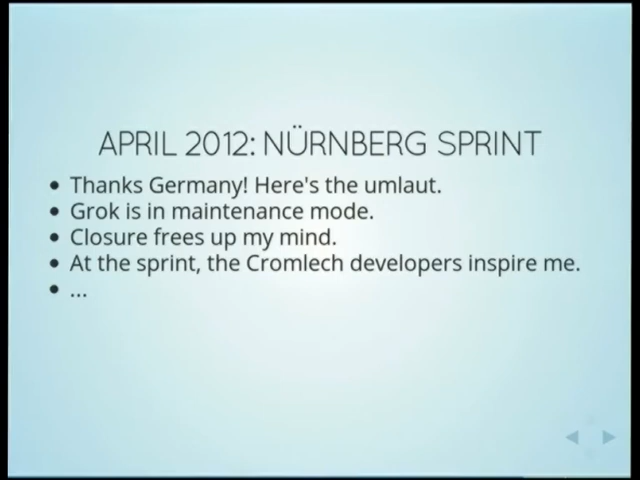 APRIL 2012: NÜRNBERG SPRINT
• Thanks Germany! Here's the umlaut.
• Grok is in maintenance mode.
• Closure frees up my mind.
• At the sprint, the Cromlech developers inspire me.
• ...